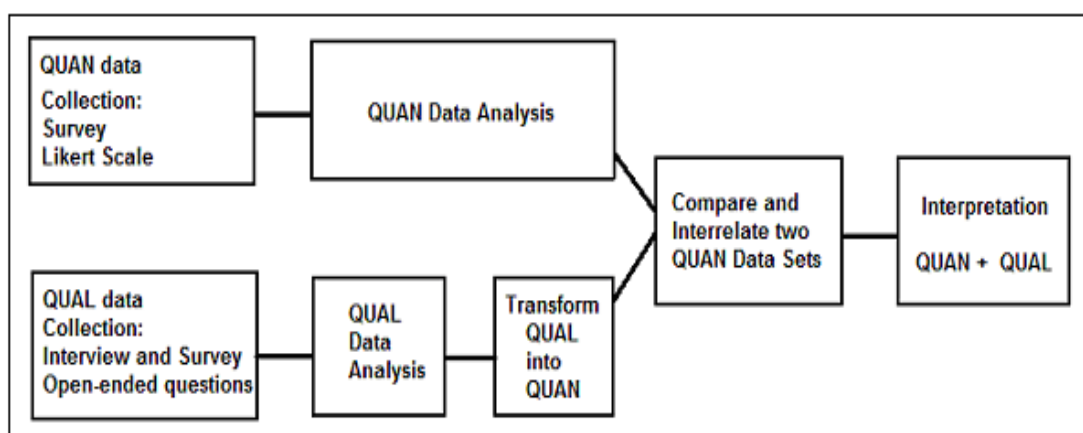 QUAN data
Collection:
Survey
Likert Scale
QUAN Data Analysis
QUAL data
Collection:
Interview and Survey
Open-ended questions
QUAL
Data
Analysis
Transform
QUAL
into
QUAN
Compare and
Interrelate two
QUAN Data Sets
Interpretation
QUAN + QUAL